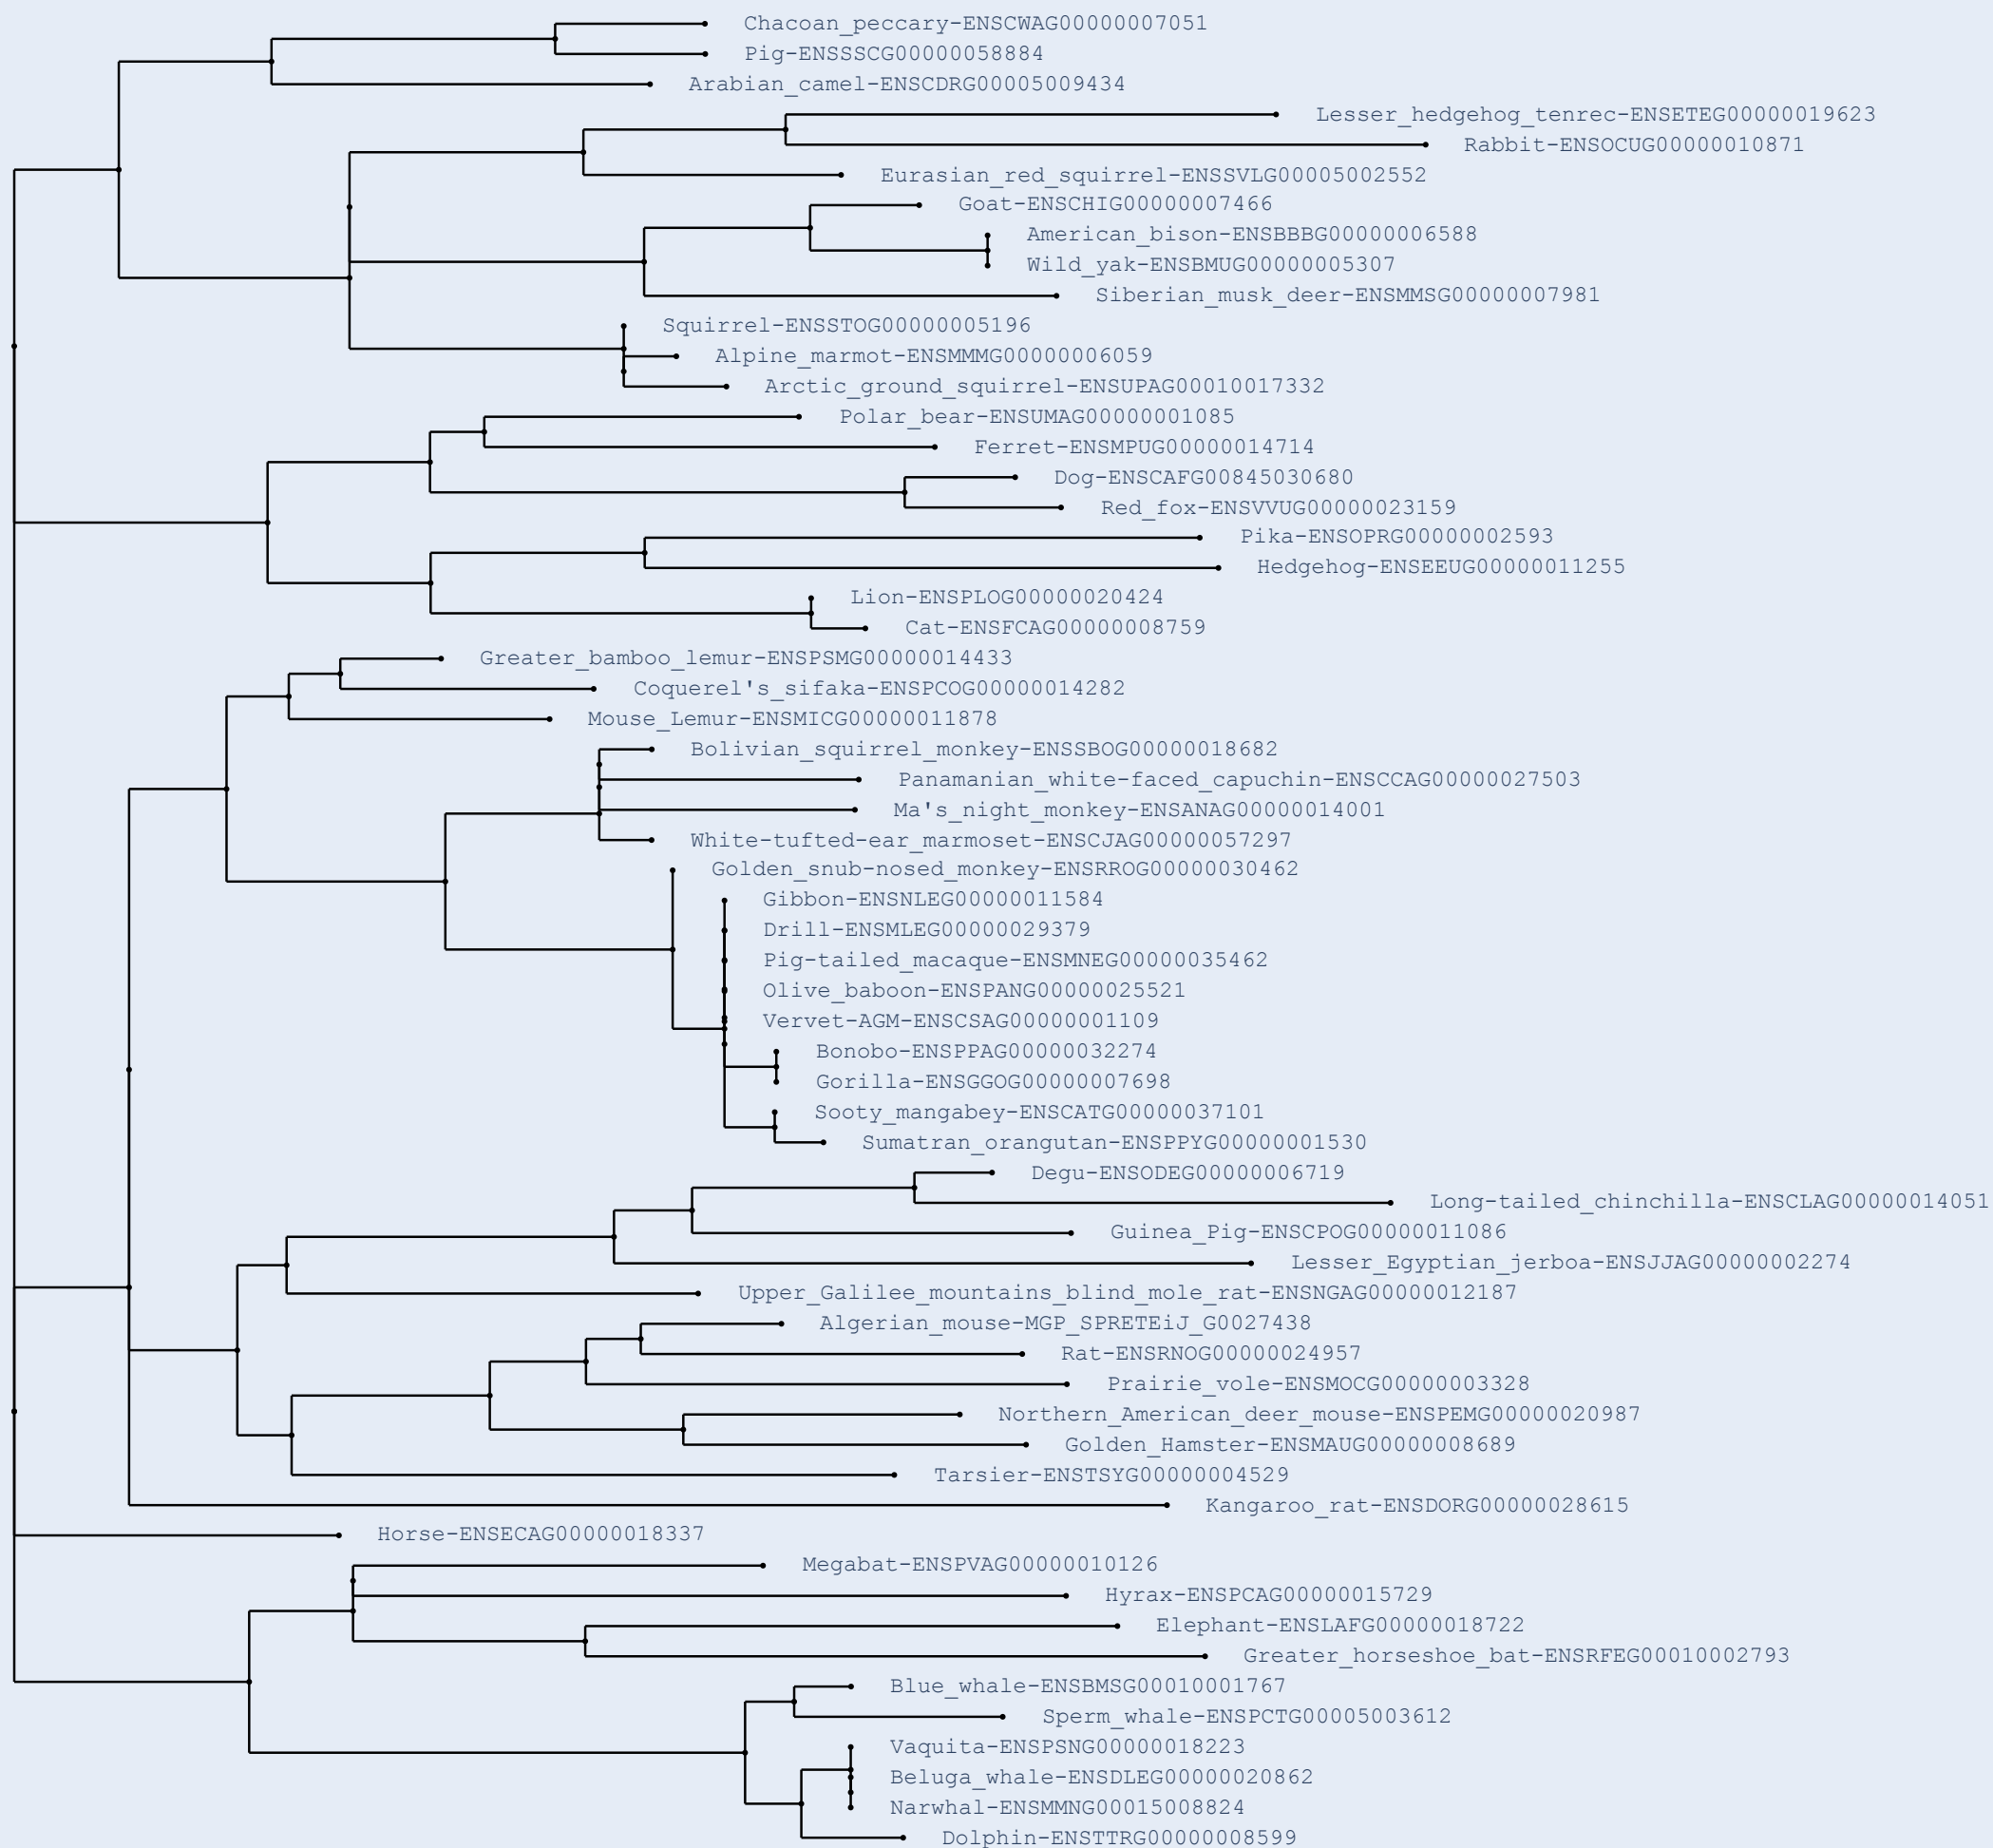 Chacoan_peccary-ENSCWAG00000007051
Pig-ENSSSCG00000058884
Arabian_camel-ENSCDRG00005009434
Lesser_hedgehog_tenrec-ENSETEG00000019623
Rabbit-ENSOCUG00000010871
Eurasian_red_squirrel-ENSSVLG00005002552
Goat-ENSCHIG00000007466
American_bison-ENSBBBG00000006588
Wild_yak-ENSBMUG00000005307
Siberian_musk_deer-ENSMMSG00000007981
Squirrel-ENSSTOG00000005196
Alpine_marmot-ENSMMMG00000006059
Arctic_ground_squirrel-ENSUPAG00010017332
Polar_bear-ENSUMAG00000001085
Ferret-ENSMPUG00000014714
Dog-ENSCAFG00845030680
Red_fox-ENSVVUG00000023159
Pika-ENSOPRG00000002593
Hedgehog-ENSEEUG00000011255
Lion-ENSPLOG00000020424
Cat-ENSFCAG00000008759
Greater_bamboo_lemur-ENSPSMG00000014433
Coquerel's_sifaka-ENSPCOG00000014282
Mouse_Lemur-ENSMICG00000011878
Bolivian_squirrel_monkey-ENSSBOG00000018682
Panamanian_white-faced_capuchin-ENSCCAG00000027503
Ma's_night_monkey-ENSANAG00000014001
White-tufted-ear_marmoset-ENSCJAG00000057297
Golden_snub-nosed_monkey-ENSRROG00000030462
Gibbon-ENSNLEG00000011584
Drill-ENSMLEG00000029379
Pig-tailed_macaque-ENSMNEG00000035462
Olive_baboon-ENSPANG00000025521
Vervet-AGM-ENSCSAG00000001109
Bonobo-ENSPPAG00000032274
Gorilla-ENSGGOG00000007698
Sooty_mangabey-ENSCATG00000037101
Sumatran_orangutan-ENSPPYG00000001530
Degu-ENSODEG00000006719
Long-tailed_chinchilla-ENSCLAG00000014051
Guinea_Pig-ENSCPOG00000011086
Lesser_Egyptian_jerboa-ENSJJAG00000002274
Upper_Galilee_mountains_blind_mole_rat-ENSNGAG00000012187
Algerian_mouse-MGP_SPRETEiJ_G0027438
Rat-ENSRNOG00000024957
Prairie_vole-ENSMOCG00000003328
Northern_American_deer_mouse-ENSPEMG00000020987
Golden_Hamster-ENSMAUG00000008689
Tarsier-ENSTSYG00000004529
Kangaroo_rat-ENSDORG00000028615
Horse-ENSECAG00000018337
Megabat-ENSPVAG00000010126
Hyrax-ENSPCAG00000015729
Elephant-ENSLAFG00000018722
Greater_horseshoe_bat-ENSRFEG00010002793
Blue_whale-ENSBMSG00010001767
Sperm_whale-ENSPCTG00005003612
Vaquita-ENSPSNG00000018223
Beluga_whale-ENSDLEG00000020862
Narwhal-ENSMMNG00015008824
Dolphin-ENSTTRG00000008599